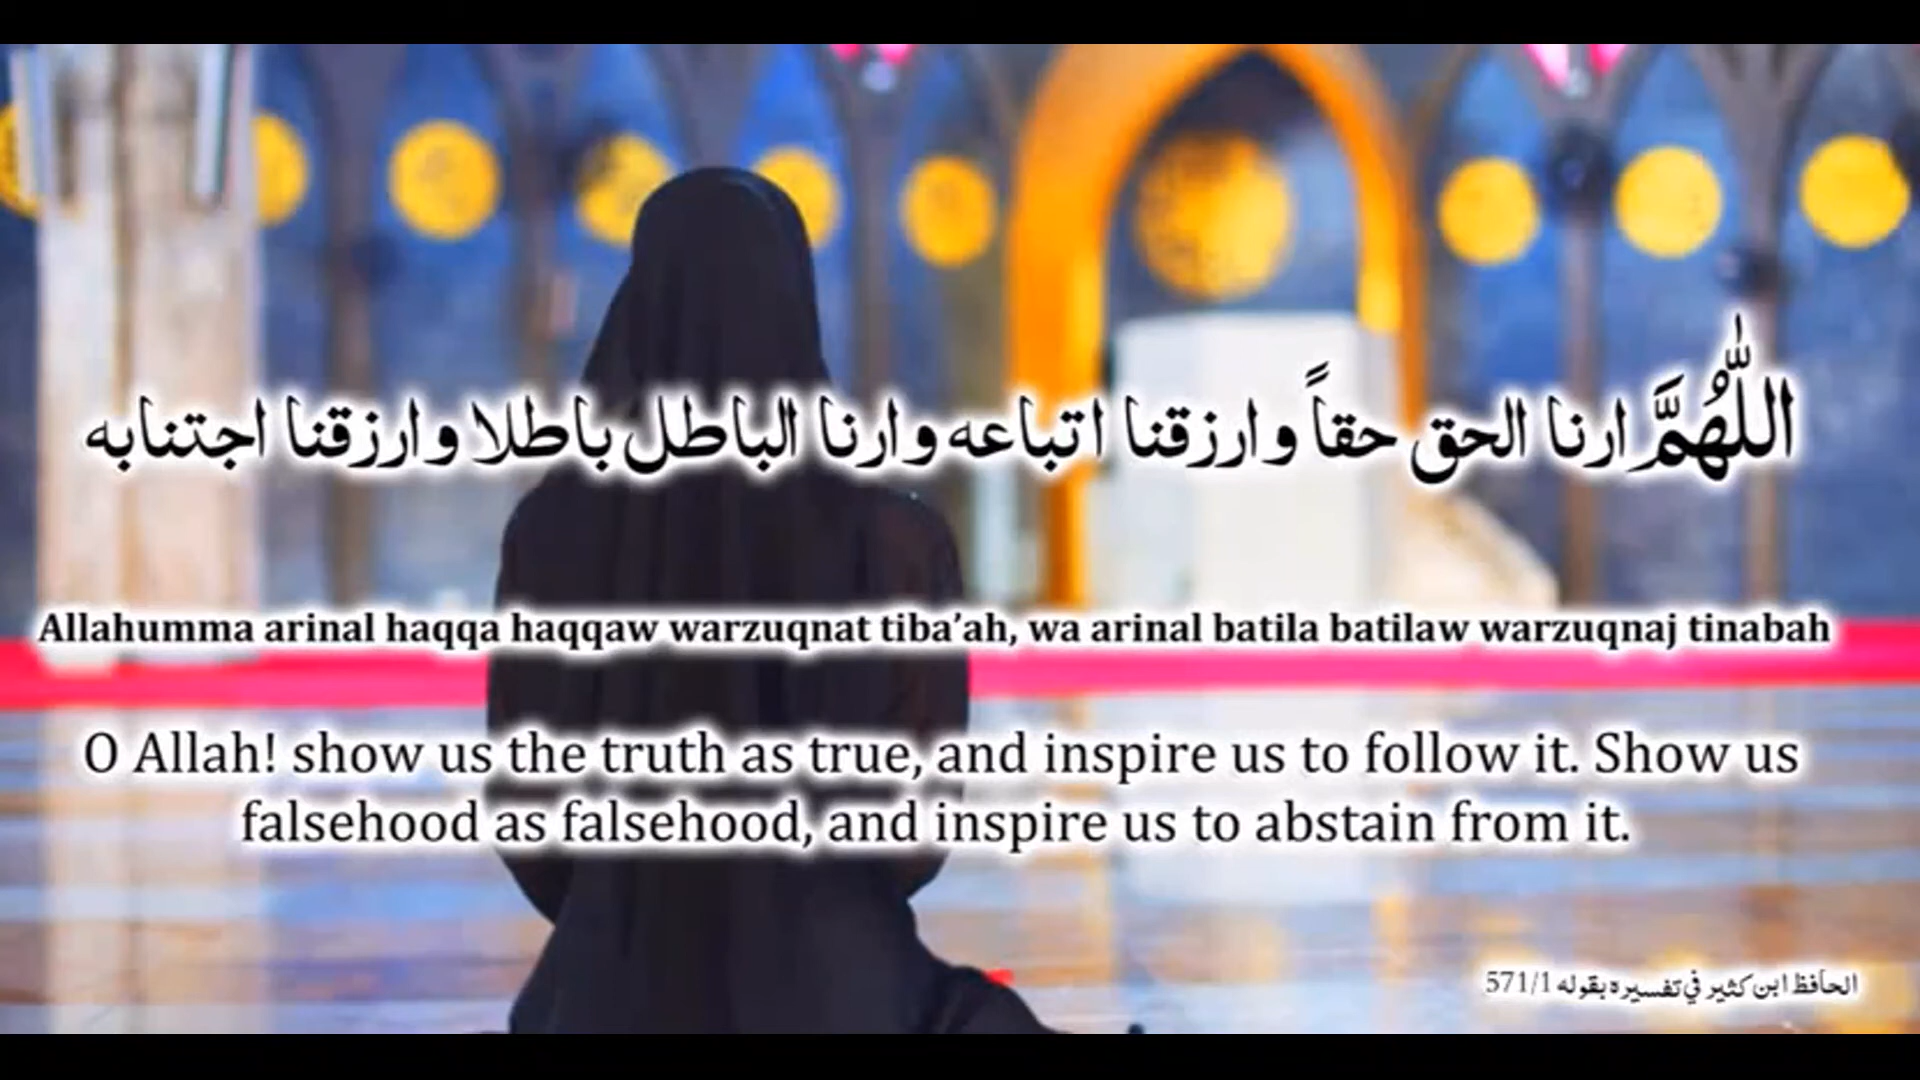 اللّٰهُمَّ ارنا الحق حقاً وارزقنا اتباعه وارنا الباطل باطلا وارزقنا اجتنابه
Allahumma arinal haqqa haqqaw warzuqnat tiba’ah, wa arinal batila batilaw warzuqnaj tinabah
O Allah! show us the truth as true, and inspire us to follow it. Show us
falsehood as falsehood, and inspire us to abstain from it.
الحافظ ابن كثير في تفسيره بقوله 571/1